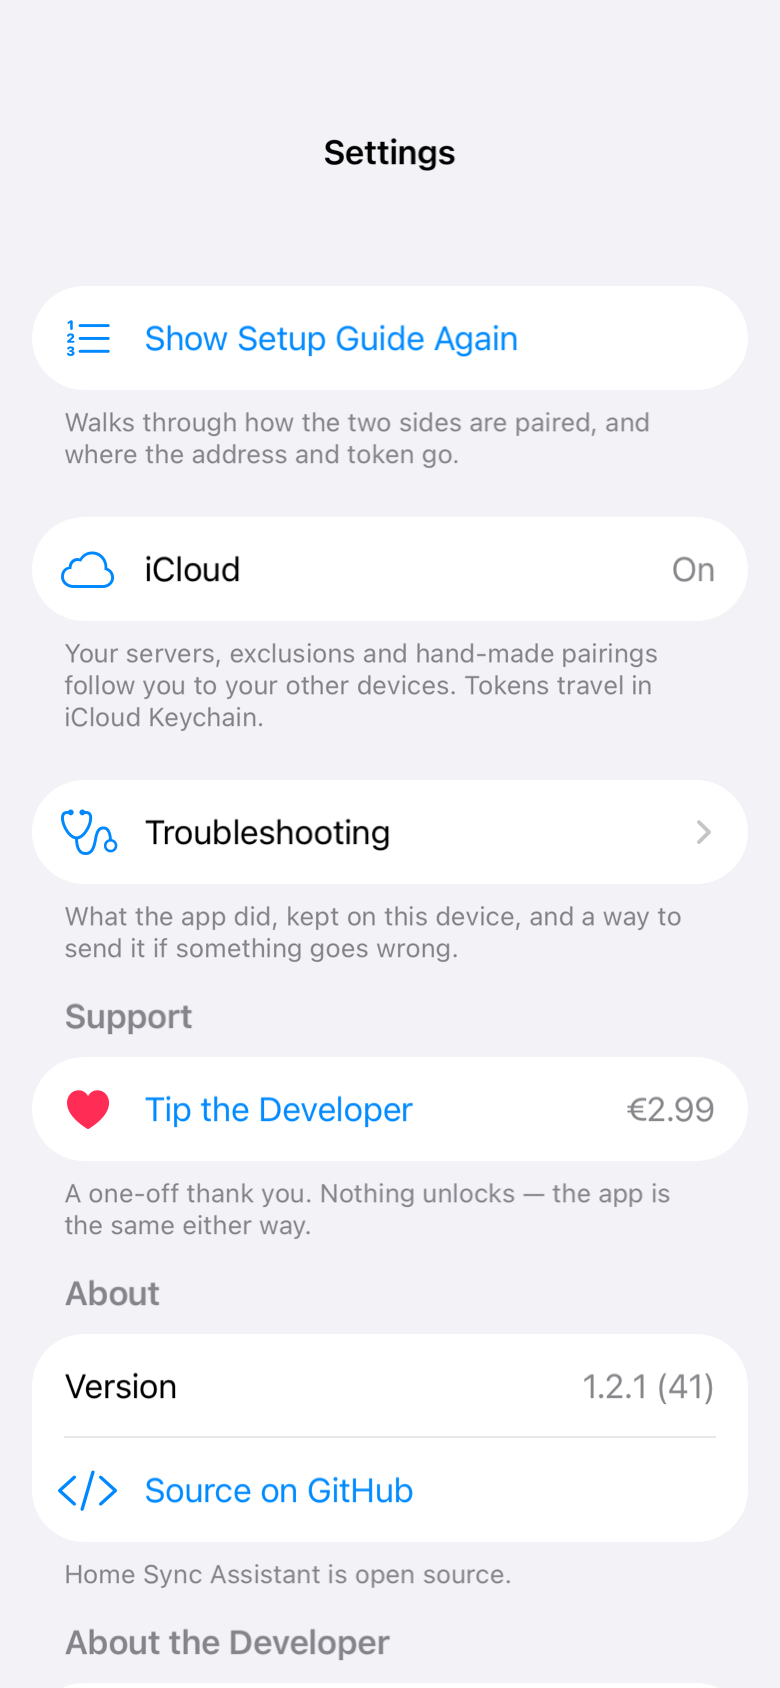 Settings
Show Setup Guide Again
Walks through how the two sides are paired, and
where the address and token go.
iCloud
On
Your servers, exclusions and hand-made pairings
follow you to your other devices. Tokens travel in
iCloud Keychain.
Troubleshooting
What the app did, kept on this device, and a way to
send it if something goes wrong.
Support
Tip the Developer
€2.99
A one-off thank you. Nothing unlocks — the app is
the same either way.
About
Version
1.2.1 (41)
Source on GitHub
Home Sync Assistant is open source.
About the Developer